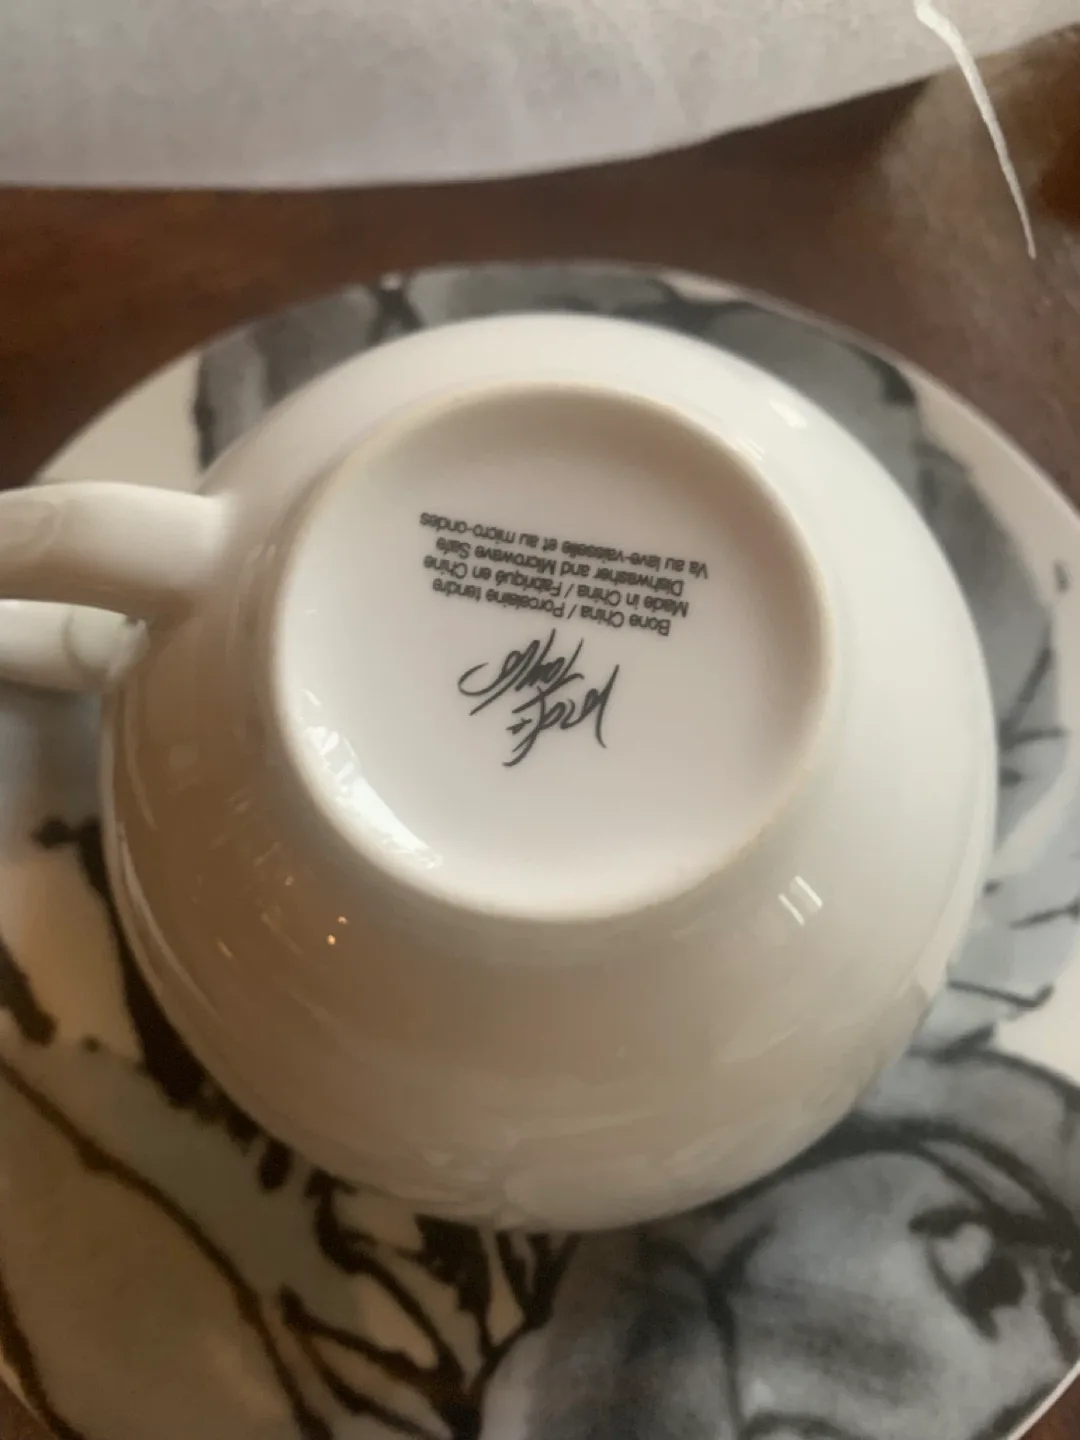 Bone China / Porcelaine tendre
Made in China / Fabriqué en Chine
Dishwasher and Microwave Safe
Va au lave-vaisselle et au micro-ondes